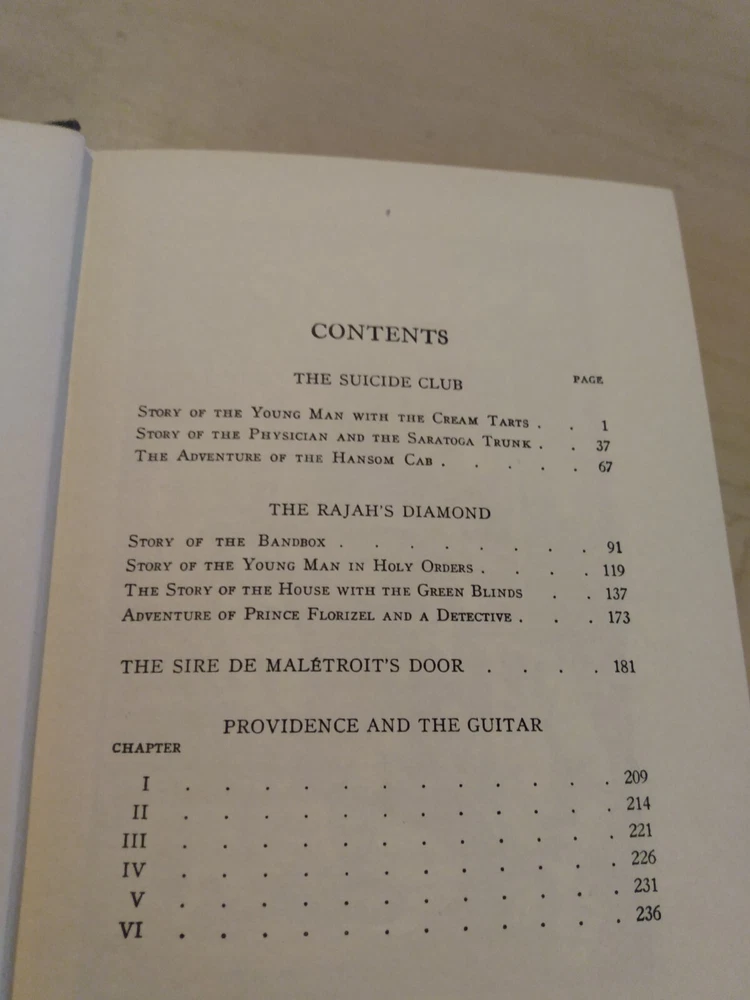 CONTENTS
THE SUICIDE CLUB PAGE
STORY OF THE YOUNG MAN WITH THE CREAM TARTS . . 1
STORY OF THE PHYSICIAN AND THE SARATOGA TRUNK . . 37
THE ADVENTURE OF THE HANSOM CAB . . . . . 67
THE RAJAH'S DIAMOND
STORY OF THE BANDBOX . . . . . . . . 91
STORY OF THE YOUNG MAN IN HOLY ORDERS . . . . 119
THE STORY OF THE HOUSE WITH THE GREEN BLINDS . . 137
ADVENTURE OF PRINCE FLORIZEL AND A DETECTIVE . . . 173
THE SIRE DE MALÉTROIT'S DOOR . . . . 181
PROVIDENCE AND THE GUITAR
CHAPTER
I . . . . . . . . . . . . 209
II . . . . . . . . . . . . 214
III . . . . . . . . . . . . 221
IV . . . . . . . . . . . . 226
V . . . . . . . . . . . . 231
VI . . . . . . . . . . . . 236